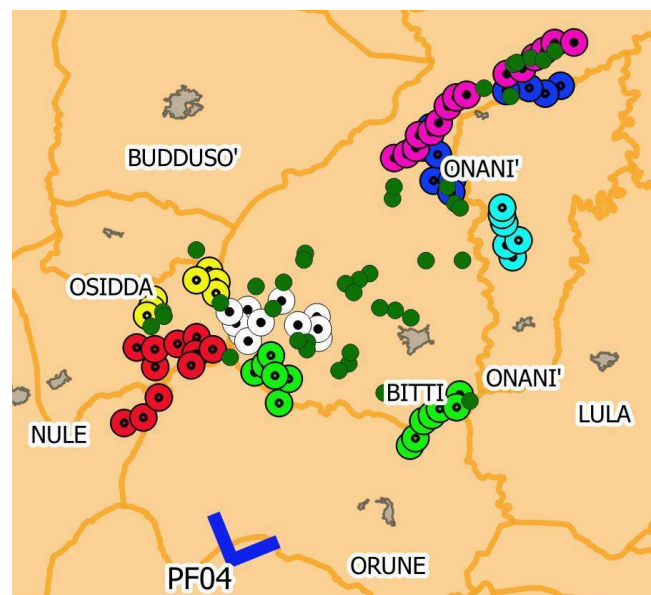 BUDDUSO'
ONANI'
OSIDDA
BITTI
ONANI'
LULA
NULE
ORUNE
PF04